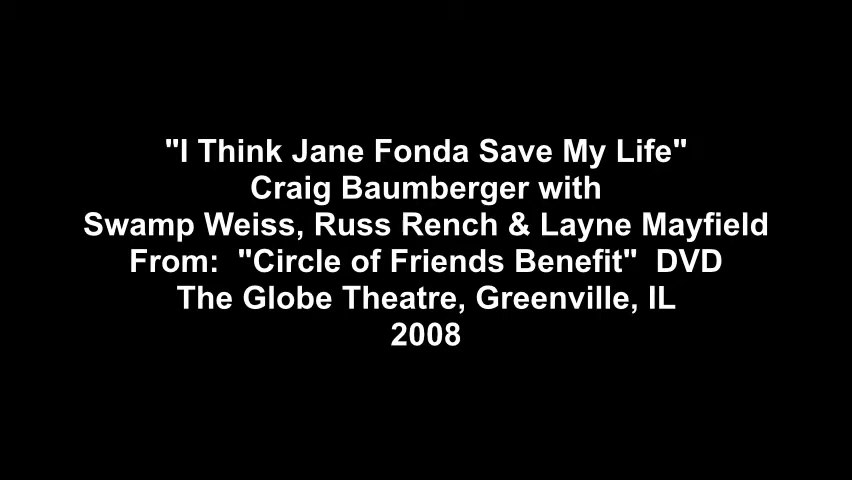 "I Think Jane Fonda Save My Life"
Craig Baumberger with
Swamp Weiss, Russ Rench & Layne Mayfield
From:  "Circle of Friends Benefit"  DVD
The Globe Theatre, Greenville, IL
2008